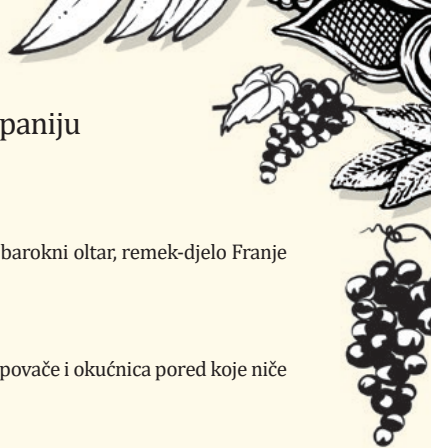 paniju
barokni oltar, remek-djelo Franje
povače i okućnica pored koje niče